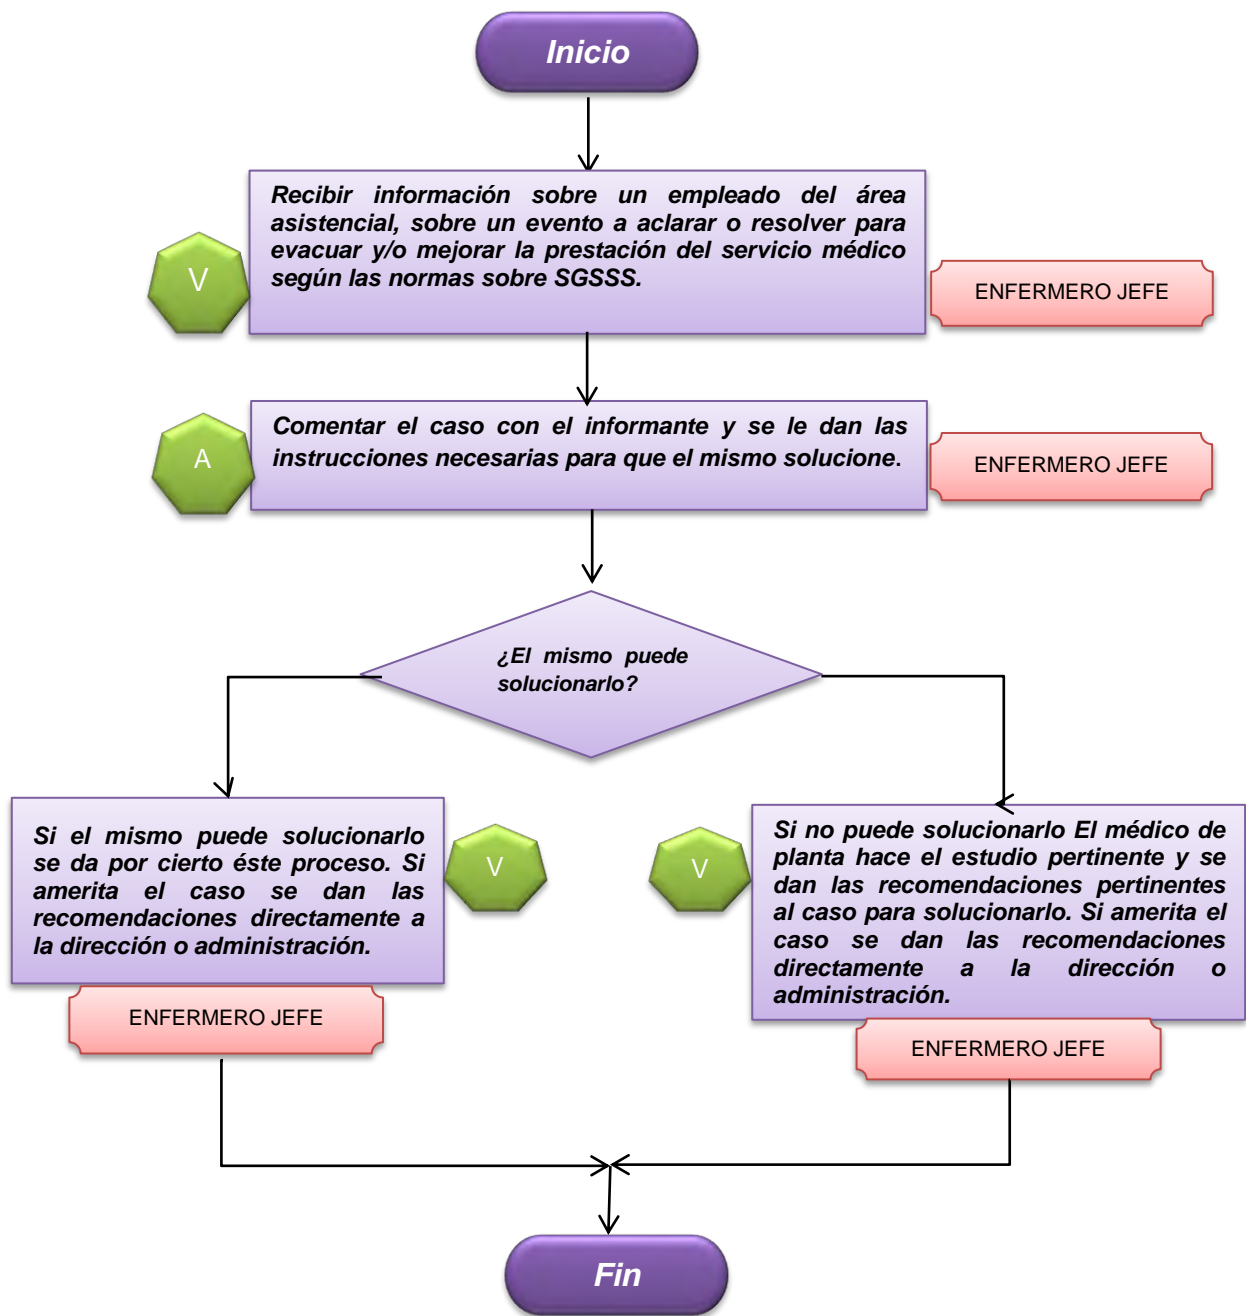 Inicio
Recibir información sobre un empleado del área
asistencial, sobre un evento a aclarar o resolver para
evacuar y/o mejorar la prestación del servicio médico
según las normas sobre SGSSS.
V
ENFERMERO JEFE
Comentar el caso con el informante y se le dan las
instrucciones necesarias para que el mismo solucione.
A
ENFERMERO JEFE
¿El mismo puede
solucionarlo?
Si el mismo puede solucionarlo
se da por cierto éste proceso. Si
amerita el caso se dan las
recomendaciones directamente a
la dirección o administración.
V
ENFERMERO JEFE
V
Si no puede solucionarlo El médico de
planta hace el estudio pertinente y se
dan las recomendaciones pertinentes
al caso para solucionarlo. Si amerita el
caso se dan las recomendaciones
directamente a la dirección o
administración.
ENFERMERO JEFE
Fin